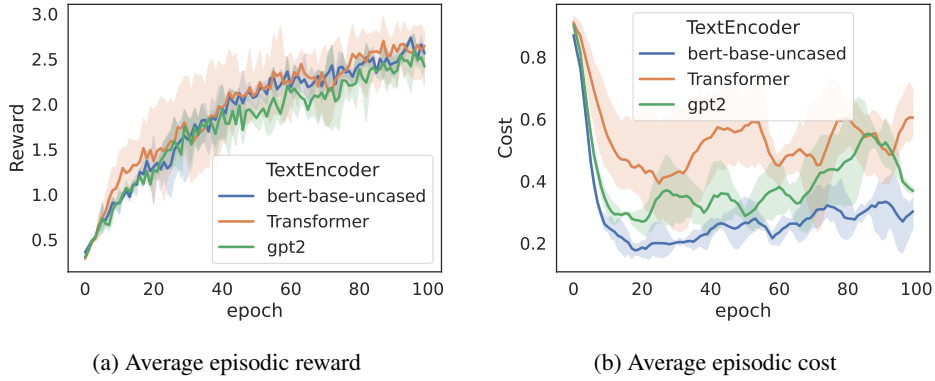 3.0
2.5
2.0
1.5
1.0
0.5
Reward
TextEncoder
bert-base-uncased
Transformer
gpt2
0 20 40 60 80 100
epoch
(a) Average episodic reward
0.8
0.6
0.4
0.2
Cost
TextEncoder
bert-base-uncased
Transformer
gpt2
0 20 40 60 80 100
epoch
(b) Average episodic cost